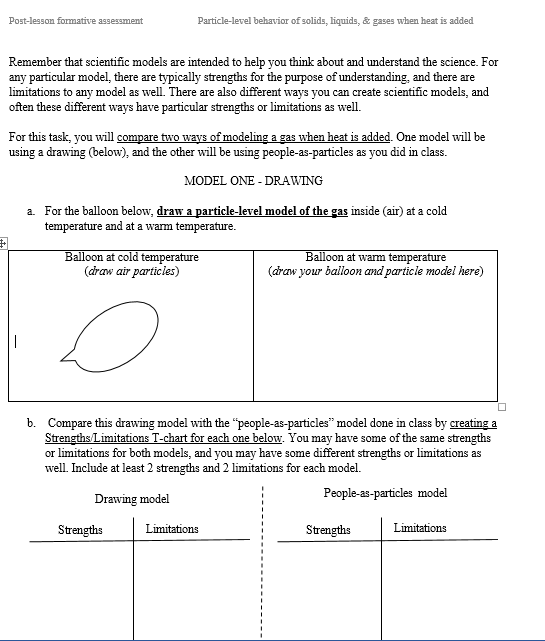 Post-lesson formative assessment Particle-level behavior of solids, liquids, & gases when heat is added
Remember that scientific models are intended to help you think about and understand the science. For
any particular model, there are typically strengths for the purpose of understanding, and there are
limitations to any model as well. There are also different ways you can create scientific models, and
often these different ways have particular strengths or limitations as well.
For this task, you will compare two ways of modeling a gas when heat is added. One model will be
using a drawing (below), and the other will be using people-as-particles as you did in class.
MODEL ONE - DRAWING
a. For the balloon below, draw a particle-level model of the gas inside (air) at a cold
temperature and at a warm temperature.
Balloon at cold temperature
(draw air particles)
Balloon at warm temperature
(draw your balloon and particle model here)
b. Compare this drawing model with the “people-as-particles” model done in class by creating a
Strengths/Limitations T-chart for each one below. You may have some of the same strengths
or limitations for both models, and you may have some different strengths or limitations as
well. Include at least 2 strengths and 2 limitations for each model.
Drawing model
Strengths Limitations
People-as-particles model
Strengths Limitations